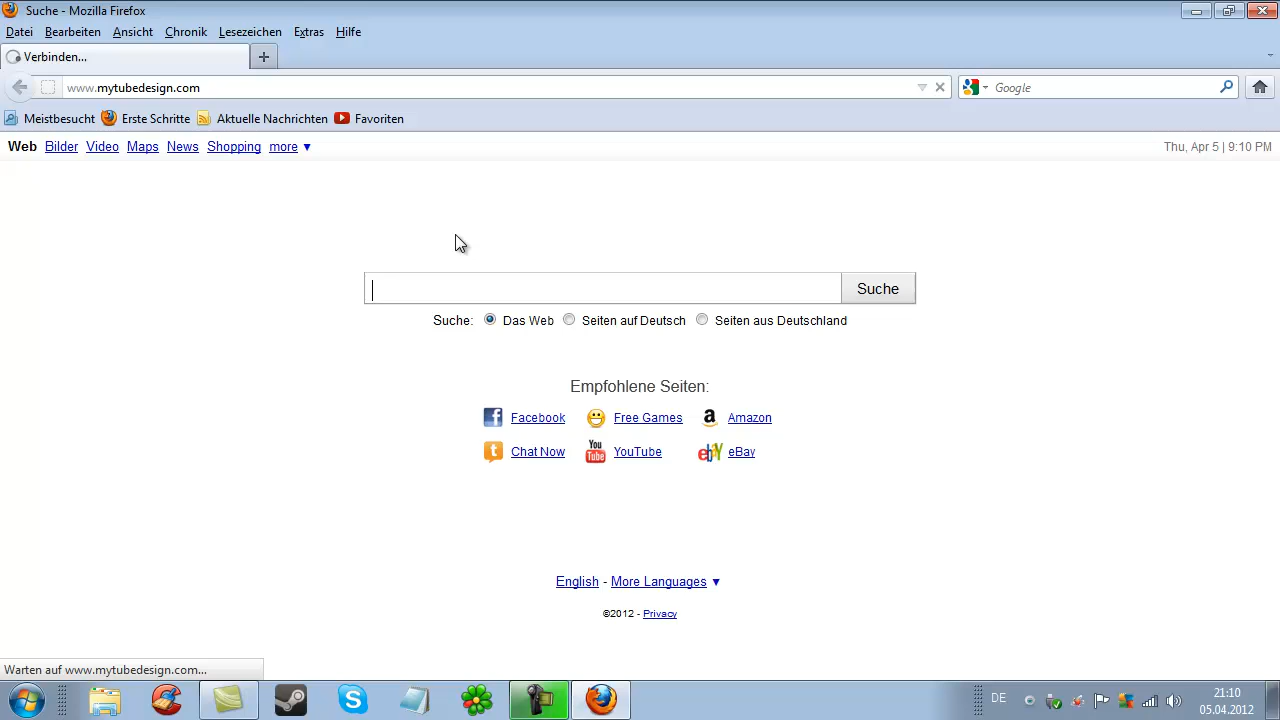 Suche - Mozilla Firefox
Datei Bearbeiten Ansicht Chronik Lesezeichen Extras Hilfe
Verbinden...
www.mytubedesign.com Google
Meistbesucht Erste Schritte Aktuelle Nachrichten Favoriten
Web Bilder Video Maps News Shopping more ▼ Thu, Apr 5 | 9:10 PM
Suche
Suche: Das Web Seiten auf Deutsch Seiten aus Deutschland
Empfohlene Seiten:
Facebook Free Games Amazon
Chat Now YouTube eBay
English - More Languages ▼
©2012 - Privacy
Warten auf www.mytubedesign.com...
DE 21:10
05.04.2012